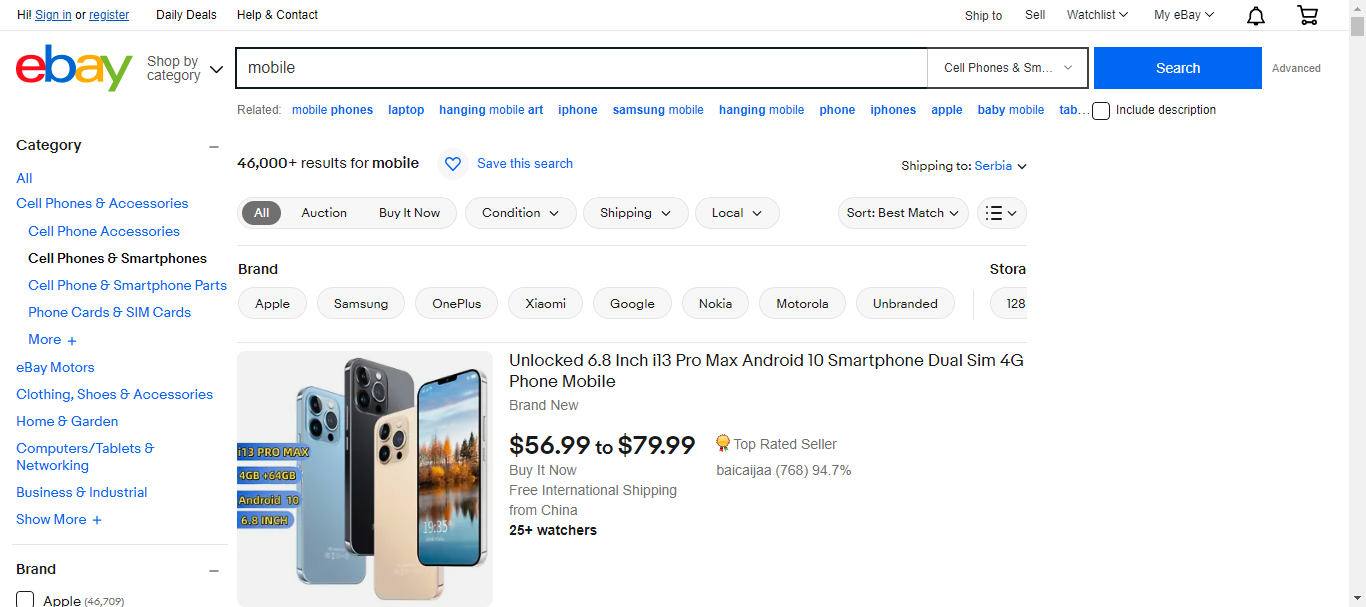 Hi! Sign in or register Daily Deals Help & Contact Ship to Sell Watchlist My eBay
ebay
Shop by
category
mobile
Cell Phones & Sm...
Search
Advanced
Related: mobile phones laptop hanging mobile art iphone samsung mobile hanging mobile phone iphones apple baby mobile tab...
Include description
Category
All
Cell Phones & Accessories
Cell Phone Accessories
Cell Phones & Smartphones
Cell Phone & Smartphone Parts
Phone Cards & SIM Cards
More +
eBay Motors
Clothing, Shoes & Accessories
Home & Garden
Computers/Tablets &
Networking
Business & Industrial
Show More +
Brand
Apple (46,709)
46,000+ results for mobile
Save this search
Shipping to: Serbia
All Auction Buy It Now Condition Shipping Local Sort: Best Match
Brand
Apple Samsung OnePlus Xiaomi Google Nokia Motorola Unbranded
Stora
128
i13 PRO MAX
4GB +64GB
Android 10
6.8 INCH
19:35
Unlocked 6.8 Inch i13 Pro Max Android 10 Smartphone Dual Sim 4G
Phone Mobile
Brand New
$56.99 to $79.99
Buy It Now
Free International Shipping
from China
25+ watchers
Top Rated Seller
baicaijaa (768) 94.7%